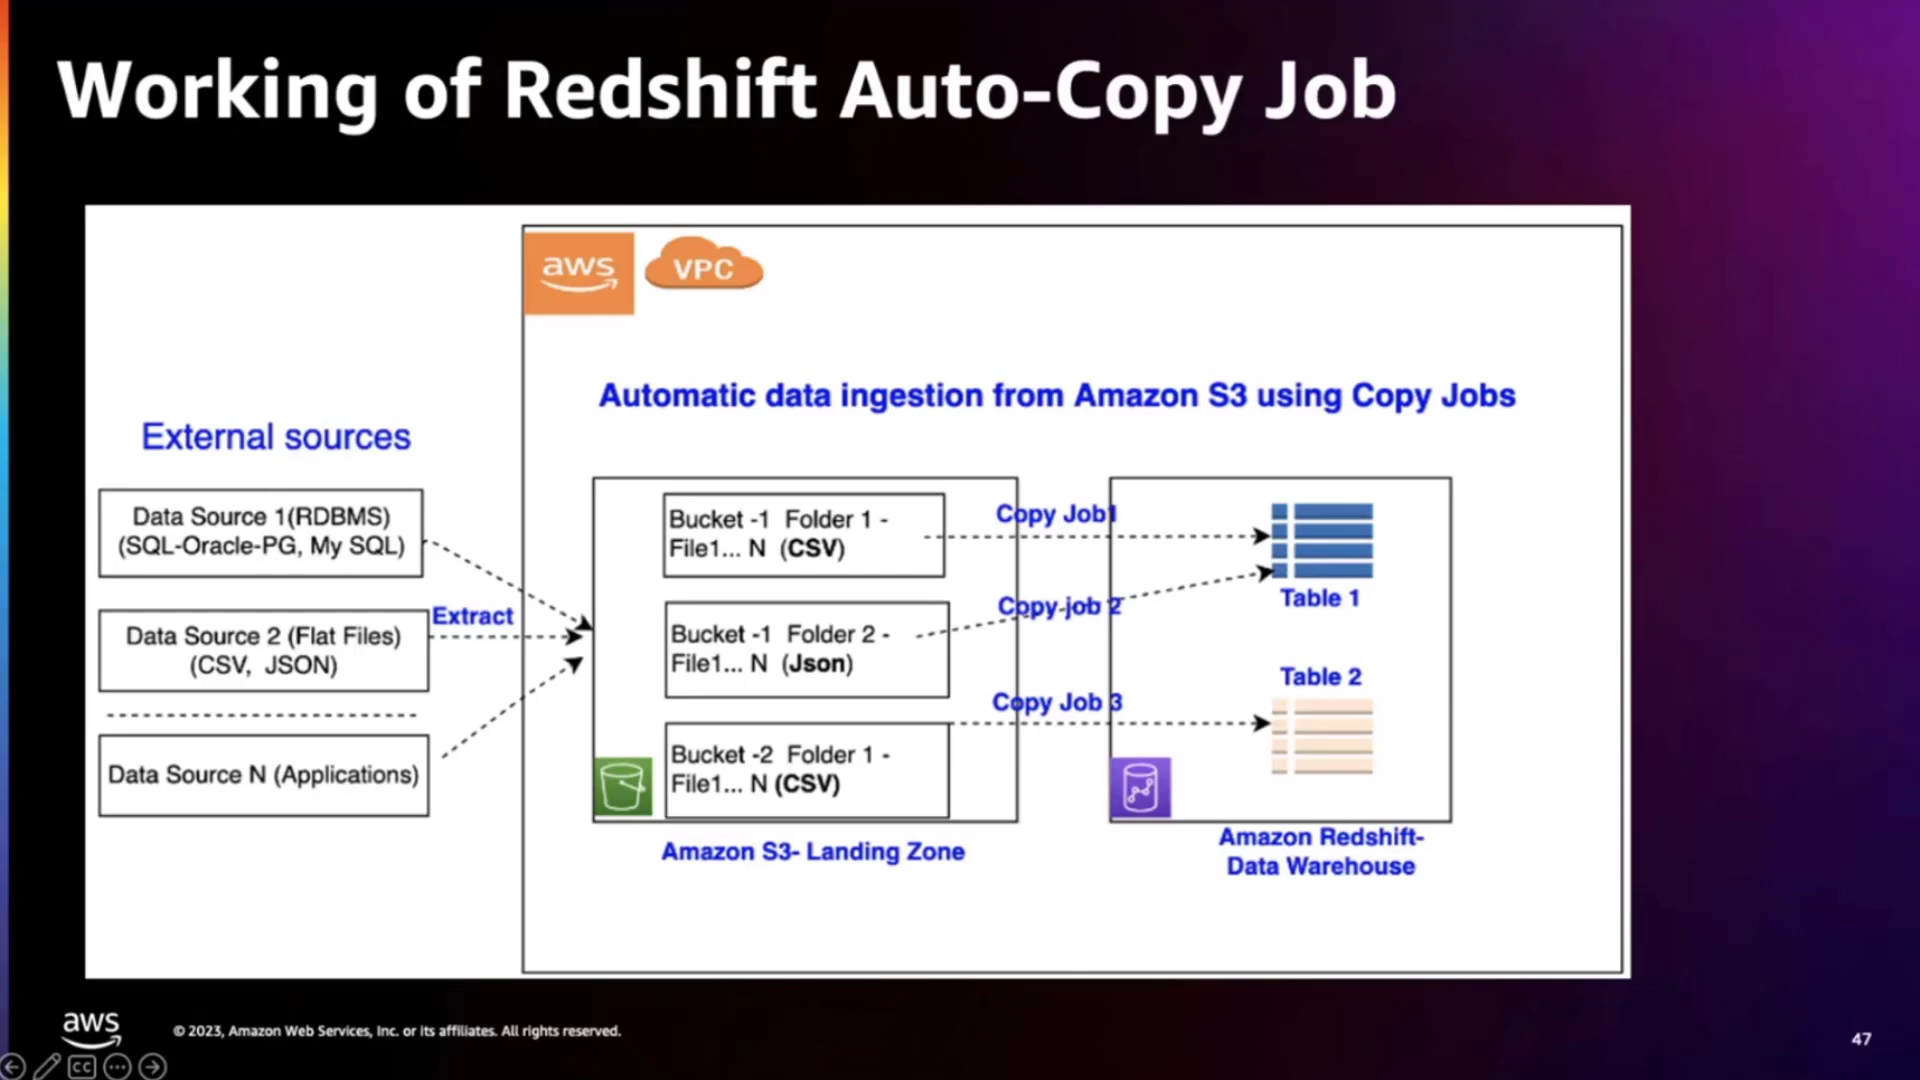 Working of Redshift Auto-Copy Job
aws
VPC
Automatic data ingestion from Amazon S3 using Copy Jobs
External sources
Data Source 1(RDBMS)
(SQL-Oracle-PG, My SQL)
Extract
Data Source 2 (Flat Files)
(CSV, JSON)
Data Source N (Applications)
Bucket -1 Folder 1 -
File1... N (CSV)
Bucket -1 Folder 2 -
File1... N (Json)
Bucket -2 Folder 1 -
File1... N (CSV)
Amazon S3- Landing Zone
Copy Job1
Copy job 2
Copy Job 3
Table 1
Table 2
Amazon Redshift-
Data Warehouse
aws
© 2023, Amazon Web Services, Inc. or its affiliates. All rights reserved.
47
CC